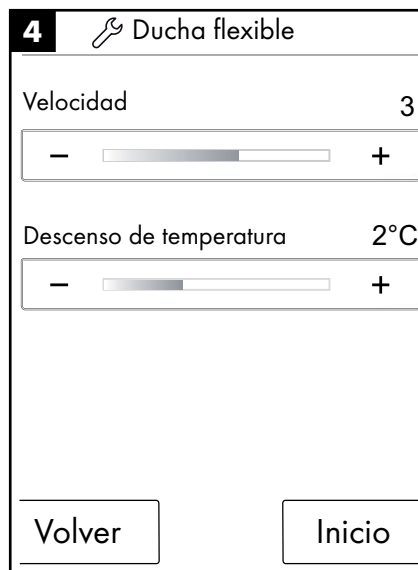 4 Ducha flexible
Velocidad 3
− +
Descenso de temperatura 2°C
− +
Volver Inicio